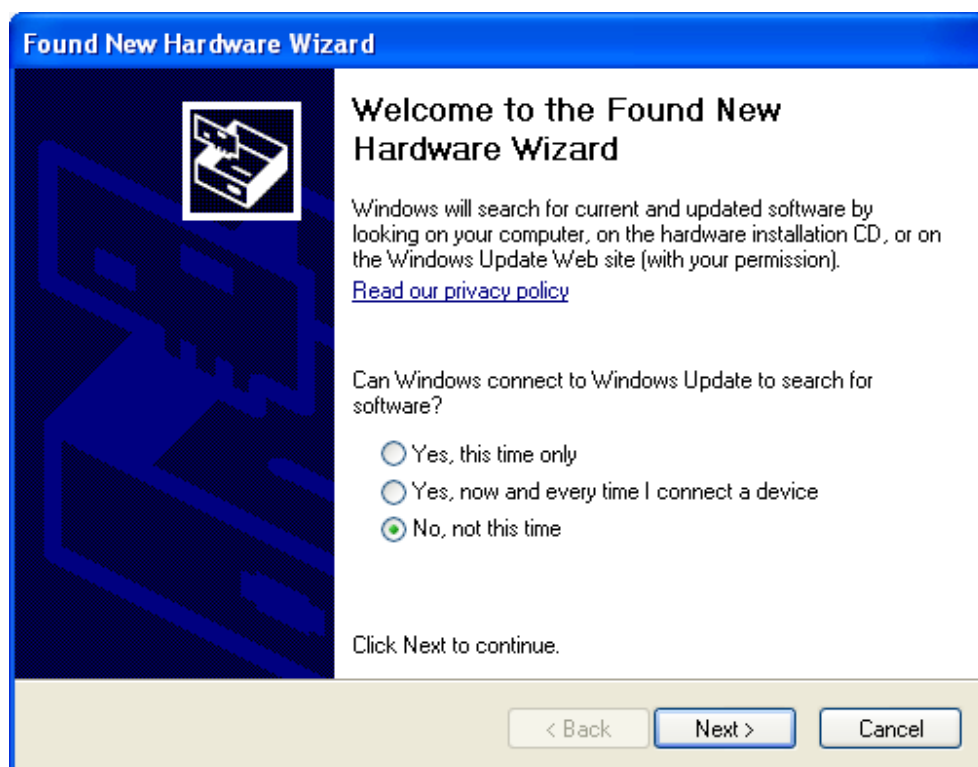 Found New Hardware Wizard
Welcome to the Found New
Hardware Wizard
Windows will search for current and updated software by
looking on your computer, on the hardware installation CD, or on
the Windows Update Web site (with your permission).
Read our privacy policy
Can Windows connect to Windows Update to search for
software?
Yes, this time only
Yes, now and every time I connect a device
No, not this time
Click Next to continue.
< Back Next > Cancel